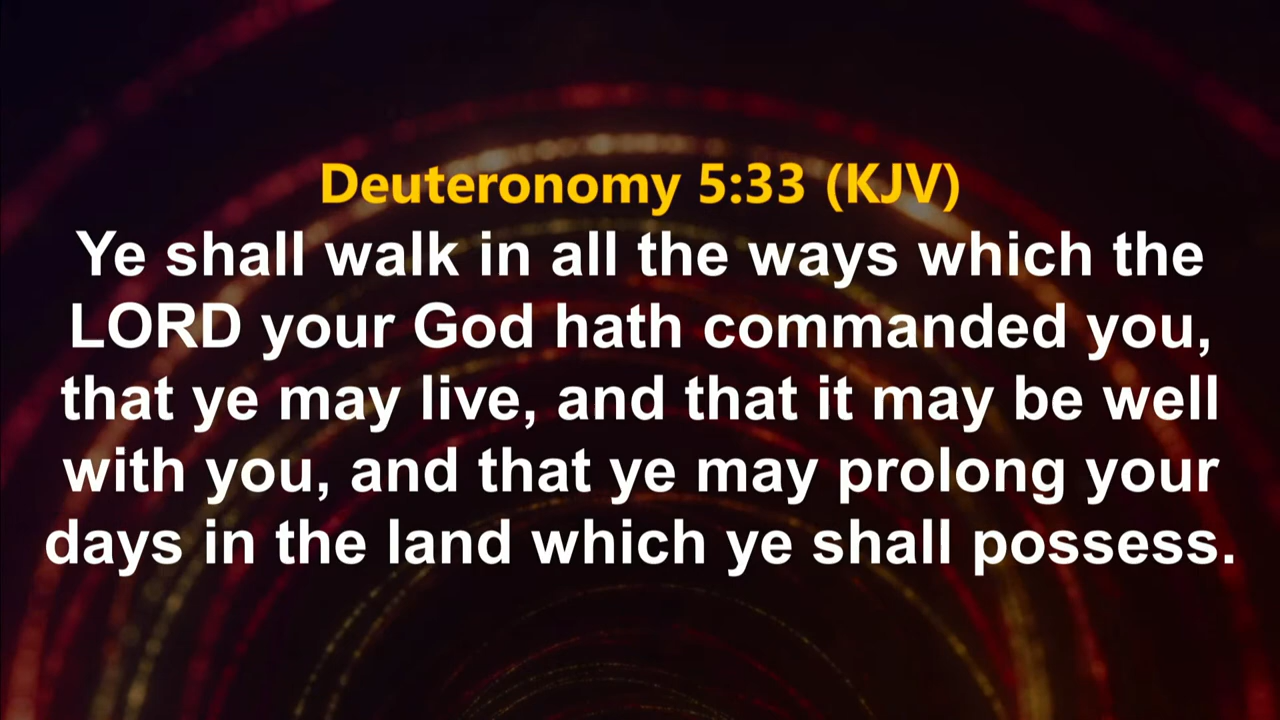 Deuteronomy 5:33 (KJV)
Ye shall walk in all the ways which the
LORD your God hath commanded you,
that ye may live, and that it may be well
with you, and that ye may prolong your
days in the land which ye shall possess.